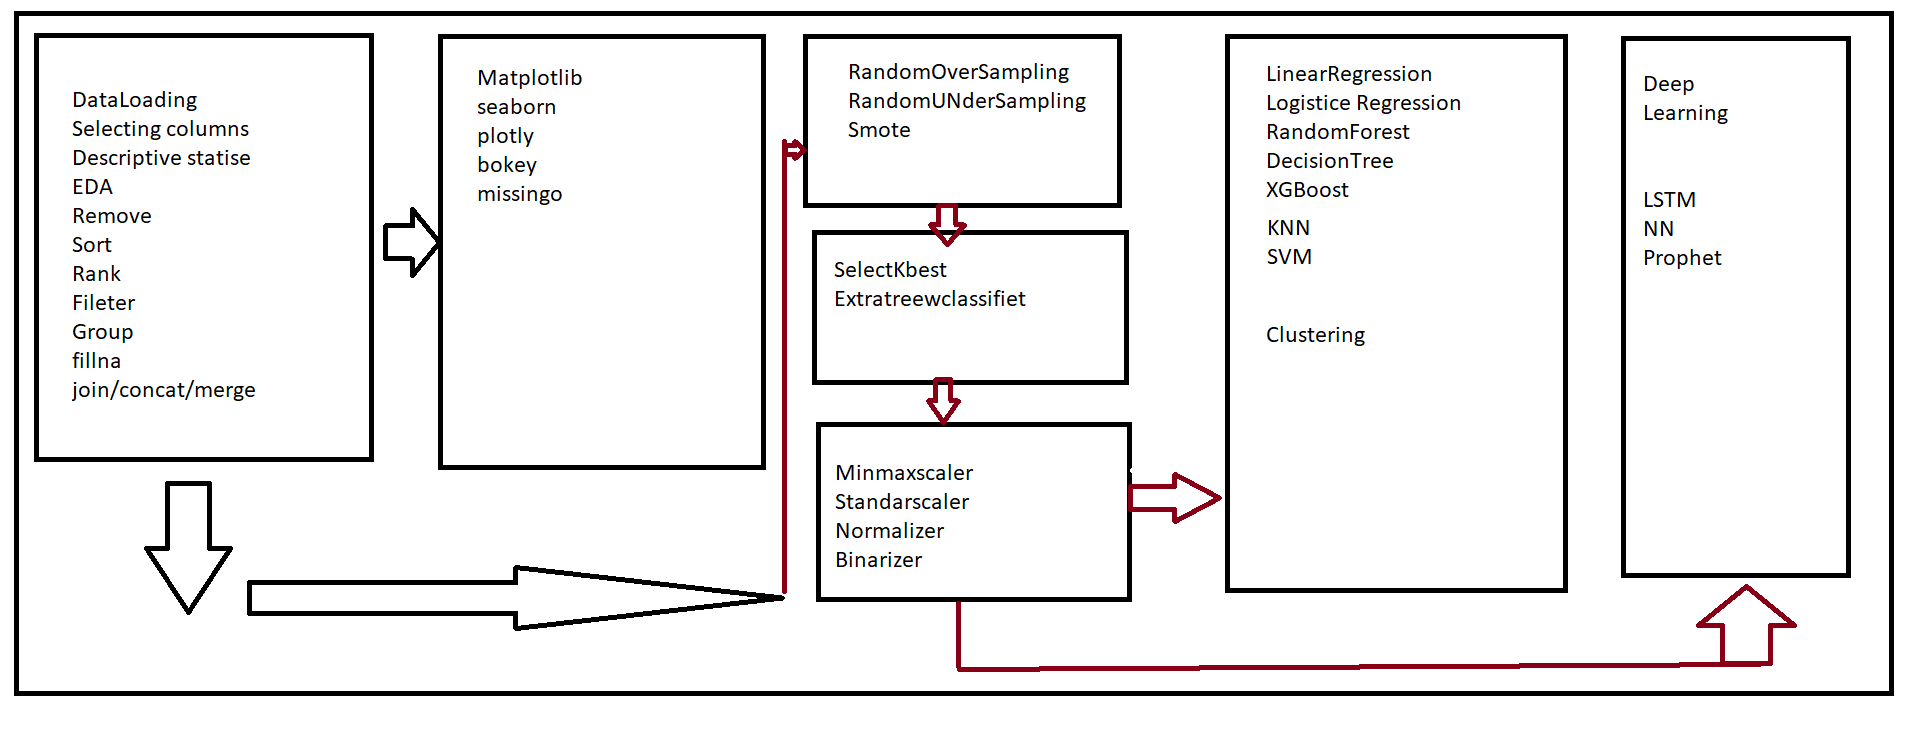 DataLoading
Selecting columns
Descriptive statise
EDA
Remove
Sort
Rank
Fileter
Group
fillna
join/concat/merge
Matplotlib
seaborn
plotly
bokey
missingo
RandomOverSampling
RandomUNderSampling
Smote
SelectKbest
Extratreewclassifiet
Minmaxscaler
Standarscaler
Normalizer
Binarizer
LinearRegression
Logistice Regression
RandomForest
DecisionTree
XGBoost
KNN
SVM
Clustering
Deep
Learning
LSTM
NN
Prophet